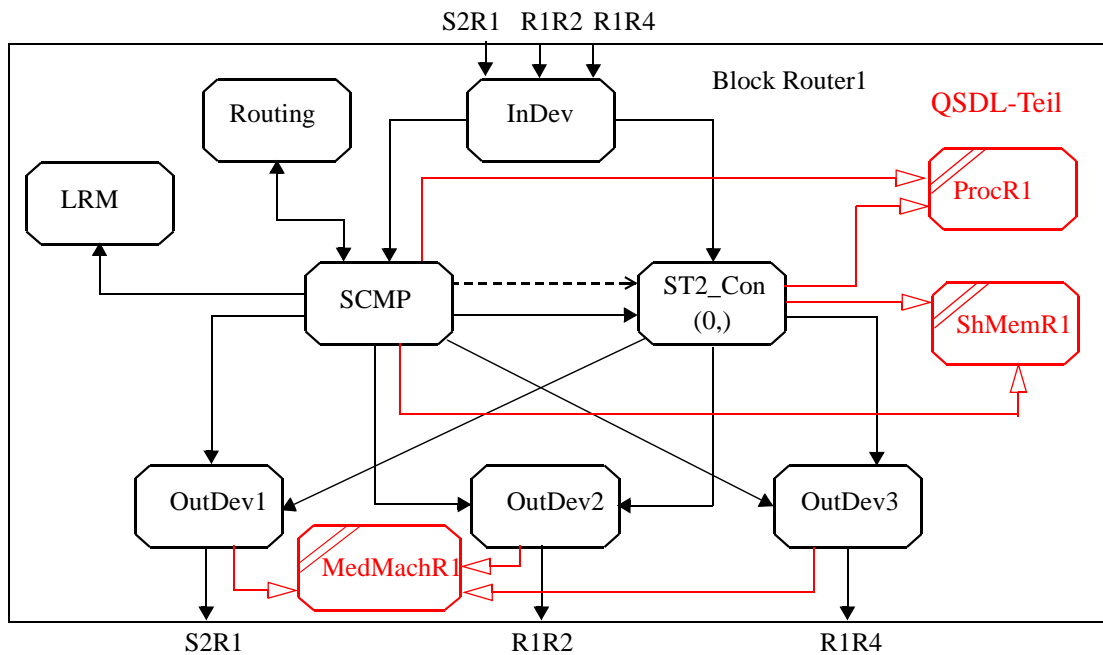 S2R1 R1R2 R1R4
Block Router1
QSDL-Teil
Routing
InDev
LRM
ProcR1
SCMP
ST2_Con
(0,)
ShMemR1
OutDev1
OutDev2
OutDev3
MedMachR1
S2R1
R1R2
R1R4